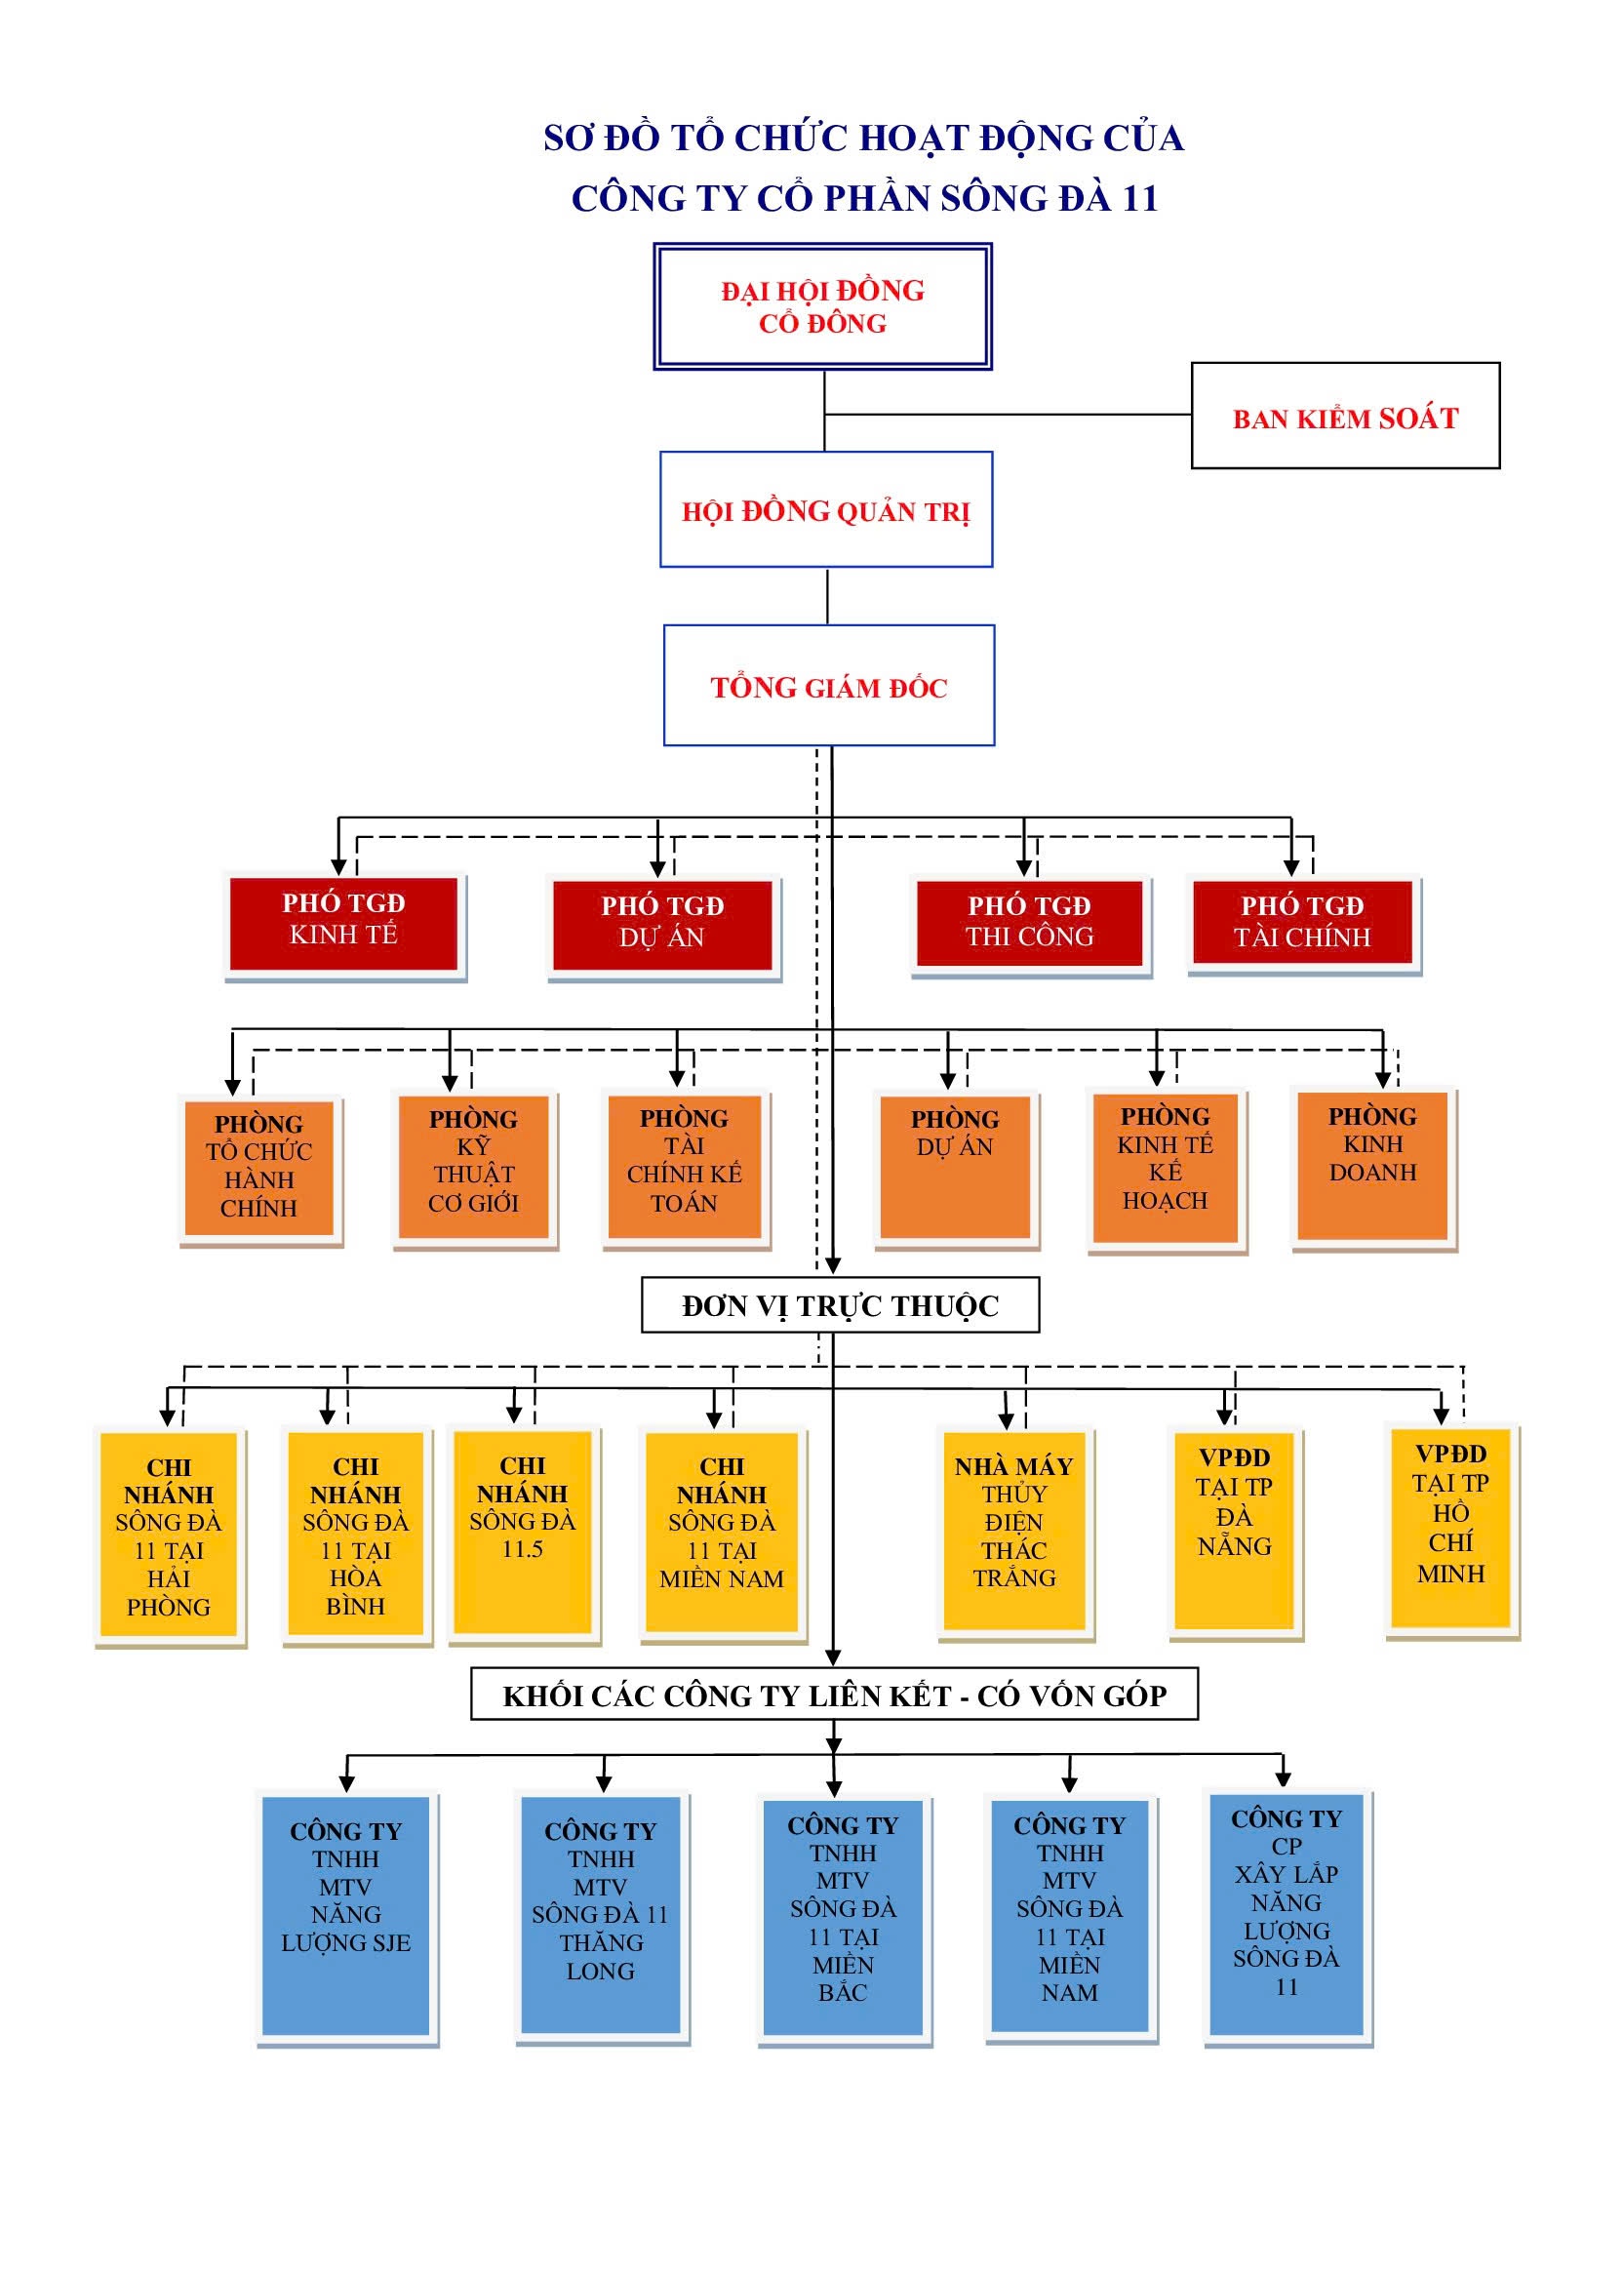 SƠ ĐỒ TỔ CHỨC HOẠT ĐỘNG CỦA
CÔNG TY CỔ PHẦN SÔNG ĐÀ 11
ĐẠI HỘI ĐỒNG
CỔ ĐÔNG
BAN KIỂM SOÁT
HỘI ĐỒNG QUẢN TRỊ
TỔNG GIÁM ĐỐC
PHÓ TGĐ
KINH TẾ
PHÓ TGĐ
DỰ ÁN
PHÓ TGĐ
THI CÔNG
PHÓ TGĐ
TÀI CHÍNH
PHÒNG
TỔ CHỨC
HÀNH
CHÍNH
PHÒNG
KỸ
THUẬT
CƠ GIỚI
PHÒNG
TÀI
CHÍNH KẾ
TOÁN
PHÒNG
DỰ ÁN
PHÒNG
KINH TẾ
KẾ
HOẠCH
PHÒNG
KINH
DOANH
ĐƠN VỊ TRỰC THUỘC
CHI
NHÁNH
SÔNG ĐÀ
11 TẠI
HẢI
PHÒNG
CHI
NHÁNH
SÔNG ĐÀ
11 TẠI
HÒA
BÌNH
CHI
NHÁNH
SÔNG ĐÀ
11.5
CHI
NHÁNH
SÔNG ĐÀ
11 TẠI
MIỀN NAM
NHÀ MÁY
THỦY
ĐIỆN
THÁC
TRẮNG
VPĐD
TẠI TP
ĐÀ
NẴNG
VPĐD
TẠI TP
HỒ
CHÍ
MINH
KHỐI CÁC CÔNG TY LIÊN KẾT - CÓ VỐN GÓP
CÔNG TY
TNHH
MTV
NĂNG
LƯỢNG SJE
CÔNG TY
TNHH
MTV
SÔNG ĐÀ 11
THĂNG
LONG
CÔNG TY
TNHH
MTV
SÔNG ĐÀ
11 TẠI
MIỀN
BẮC
CÔNG TY
TNHH
MTV
SÔNG ĐÀ
11 TẠI
MIỀN
NAM
CÔNG TY
CP
XÂY LẮP
NĂNG
LƯỢNG
SÔNG ĐÀ
11